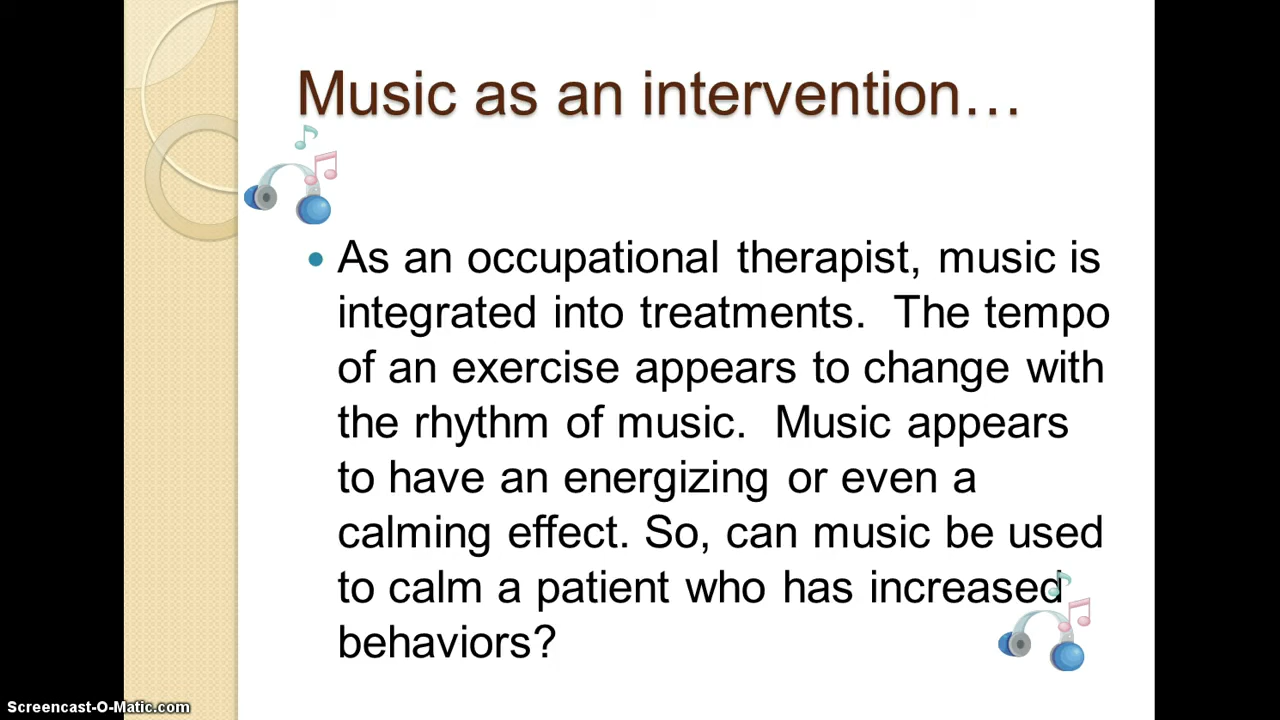 Music as an intervention…
As an occupational therapist, music is
integrated into treatments.  The tempo
of an exercise appears to change with
the rhythm of music.  Music appears
to have an energizing or even a
calming effect. So, can music be used
to calm a patient who has increased
behaviors?
Screencast-O-Matic.com